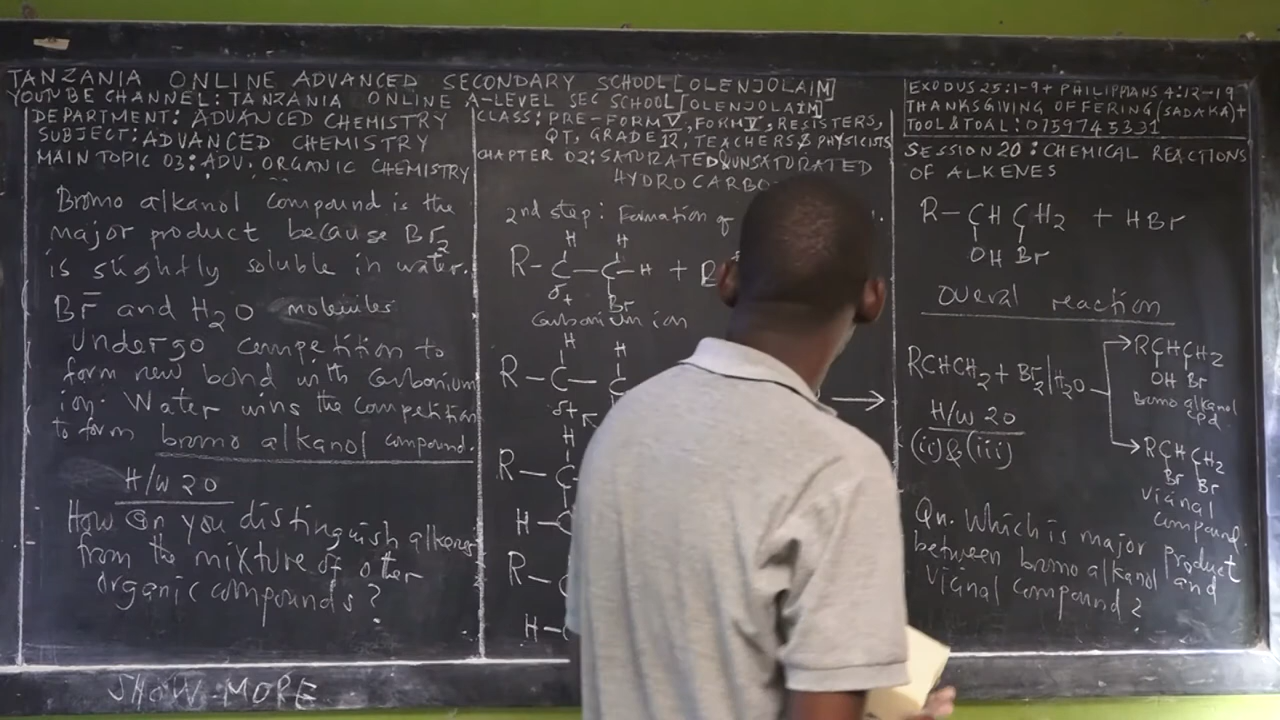 TANZANIA ONLINE ADVANCED SECONDARY SCHOOL [OLENJOLAIM]
YOUTUBE CHANNEL: TANZANIA ONLINE A-LEVEL SEC SCHOOL [OLENJOLAIM]
DEPARTMENT: ADVANCED CHEMISTRY
SUBJECT: ADVANCED CHEMISTRY
MAIN TOPIC 03: ADV. ORGANIC CHEMISTRY
Bromo alkanol compound is the
major product because Br2
is slightly soluble in water.
Br̅ and H2O molecules
undergo competition to
form new bond with Carbonium
ion. Water wins the competition
to form bromo alkanol compound.
H/W 20
How can you distinguish alkenes
from the mixture of other
organic compounds?
SHOW MORE
CLASS: PRE-FORM V, FORM V, RESISTERS,
QT, GRADE 12, TEACHERS & PHYSICISTS
CHAPTER 02: SATURATED & UNSATURATED
HYDROCARBO
2nd step: Formation of
H H
R-C-C-H +
δ+ Br
Carbonium ion
H H
R-C-C
δ+
H
R-C
H-
R-
H-
EXODUS 25:1-9 + PHILIPPIANS 4:12-19
THANKSGIVING OFFERING (SADAKA) +
TOOL & TOAL: 0759745331
SESSION 20: CHEMICAL REACTIONS
OF ALKENES
R-CH CH2 + HBr
OH Br
Overal reaction
RCHCH2 + Br2|H2O
RCHCH2
OH Br
Bromo alkanol
cpd
RCHCH2
Br Br
Vicinal
compound.
H/W 20
(ii) & (iii)
Qn. Which is major product
between bromo alkanol and
Vicinal compound?